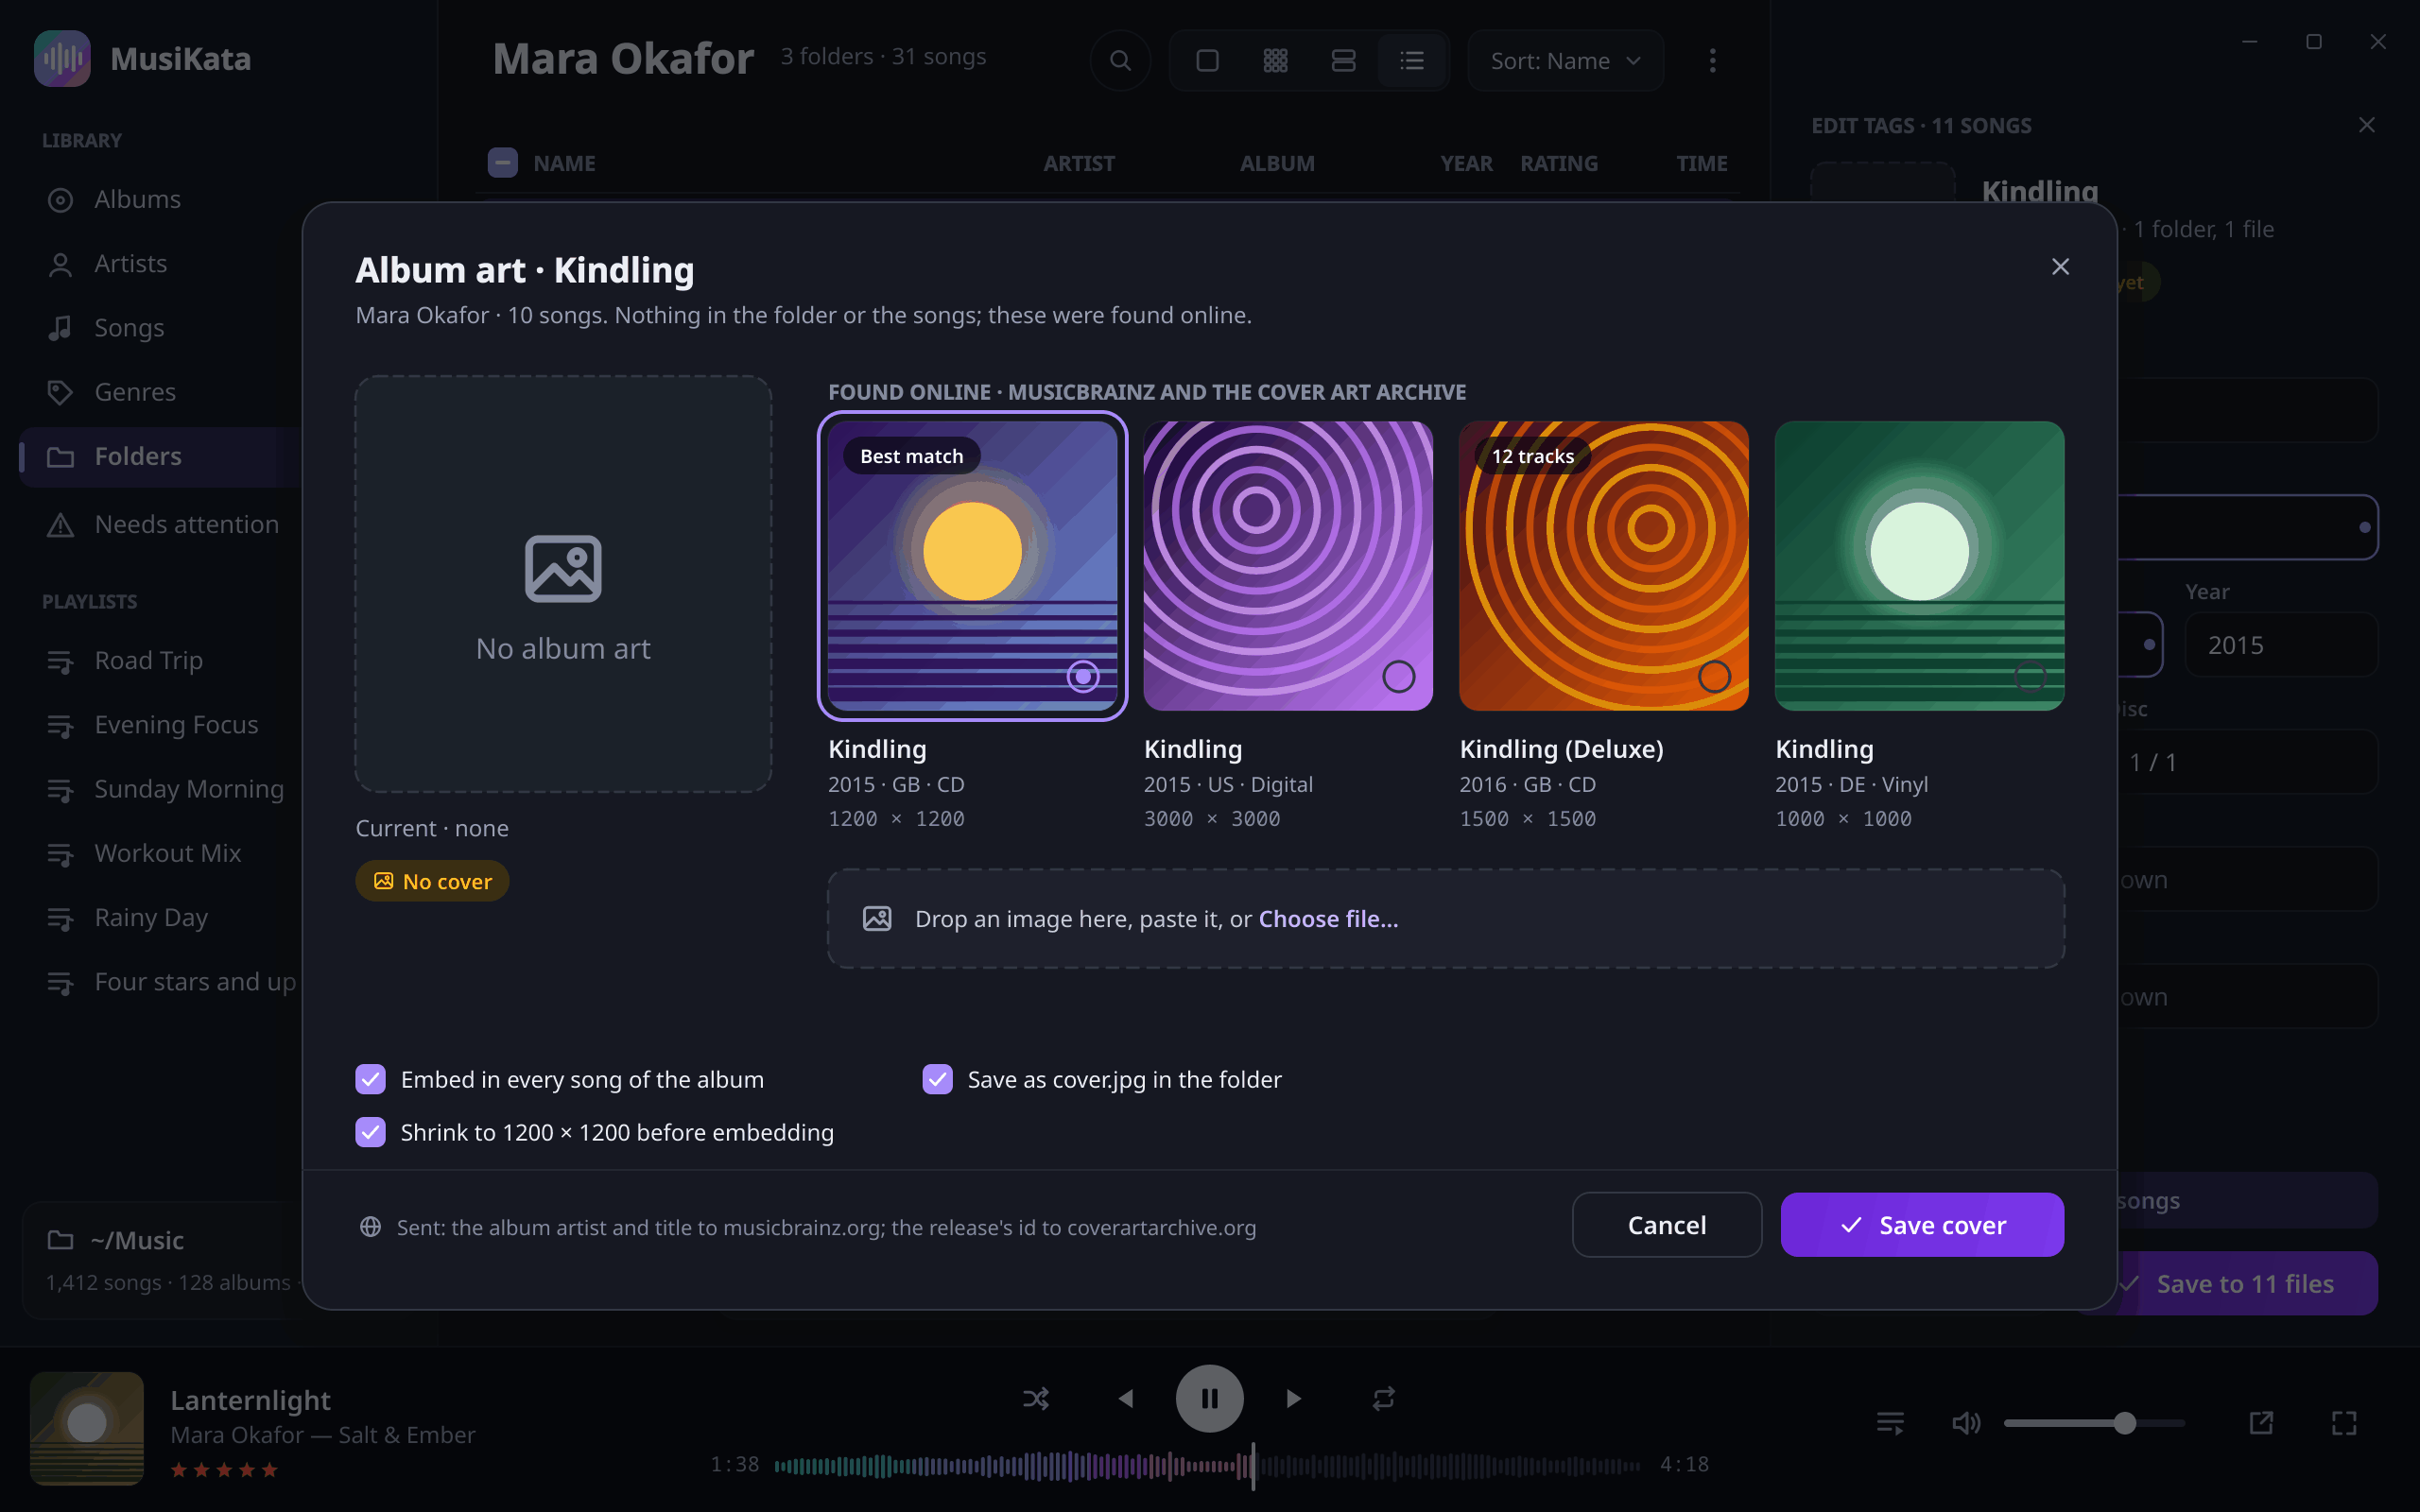 MusiKata
Mara Okafor
3 folders · 31 songs
Sort: Name
LIBRARY
Albums
Artists
Songs
Genres
Folders
Needs attention
PLAYLISTS
Road Trip
Evening Focus
Sunday Morning
Workout Mix
Rainy Day
Four stars and up
~/Music
1,412 songs · 128 albums ·
NAME
ARTIST
ALBUM
YEAR
RATING
TIME
EDIT TAGS · 11 SONGS
Kindling
· 1 folder, 1 file
yet
Year
2015
isc
1 / 1
own
own
songs
Save to 11 files
Album art · Kindling
Mara Okafor · 10 songs. Nothing in the folder or the songs; these were found online.
No album art
Current · none
No cover
FOUND ONLINE · MUSICBRAINZ AND THE COVER ART ARCHIVE
Best match
Kindling
2015 · GB · CD
1200 × 1200
Kindling
2015 · US · Digital
3000 × 3000
12 tracks
Kindling (Deluxe)
2016 · GB · CD
1500 × 1500
Kindling
2015 · DE · Vinyl
1000 × 1000
Drop an image here, paste it, or Choose file...
Embed in every song of the album
Save as cover.jpg in the folder
Shrink to 1200 × 1200 before embedding
Sent: the album artist and title to musicbrainz.org; the release's id to coverartarchive.org
Cancel
Save cover
Lanternlight
Mara Okafor — Salt & Ember
1:38
4:18